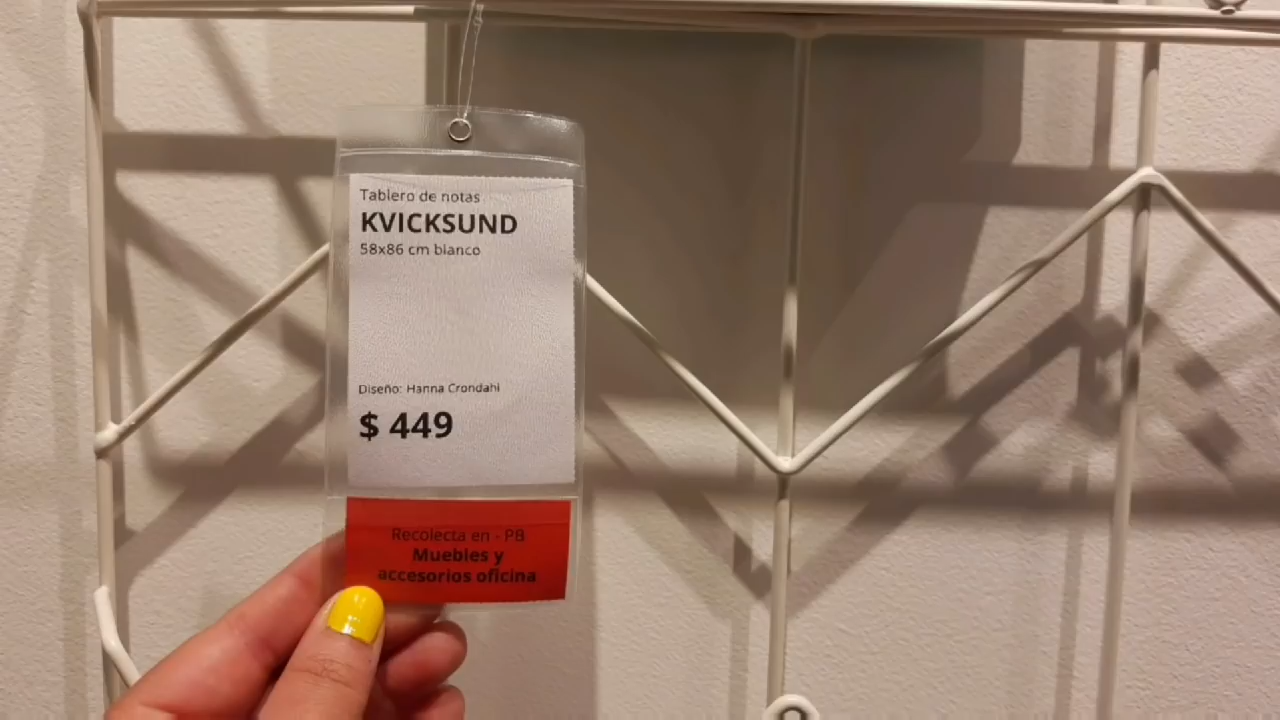 Tablero de notas
KVICKSUND
58x86 cm blanco
Diseño: Hanna Crondahl
$ 449
Recolecta en - PB
Muebles y
accesorios oficina